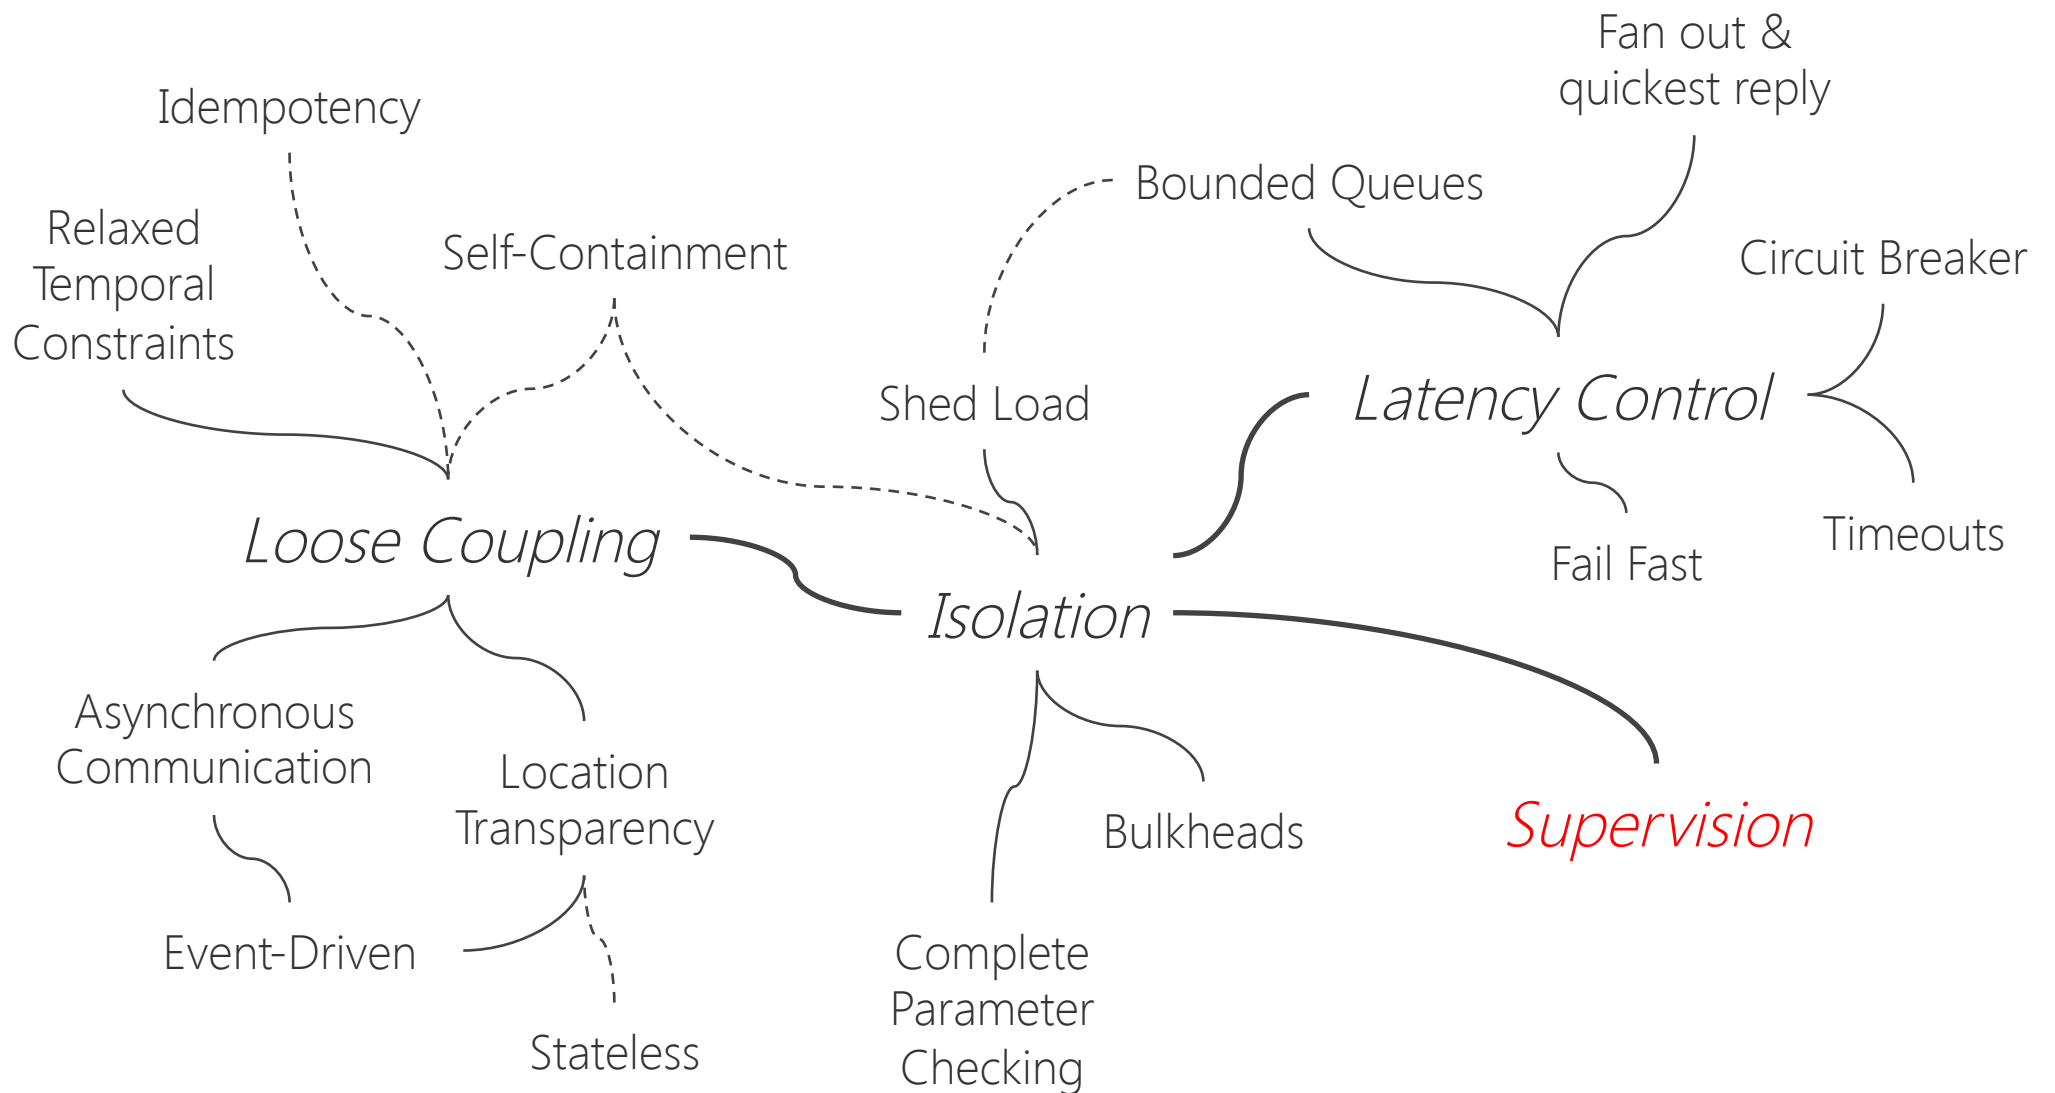 Fan out &
quickest reply
Idempotency
Bounded Queues
Relaxed
Temporal
Constraints
Self-Containment
Circuit Breaker
Shed Load
Latency Control
Loose Coupling
Fail Fast
Timeouts
Isolation
Asynchronous
Communication
Location
Transparency
Bulkheads
Supervision
Event-Driven
Complete
Parameter
Checking
Stateless